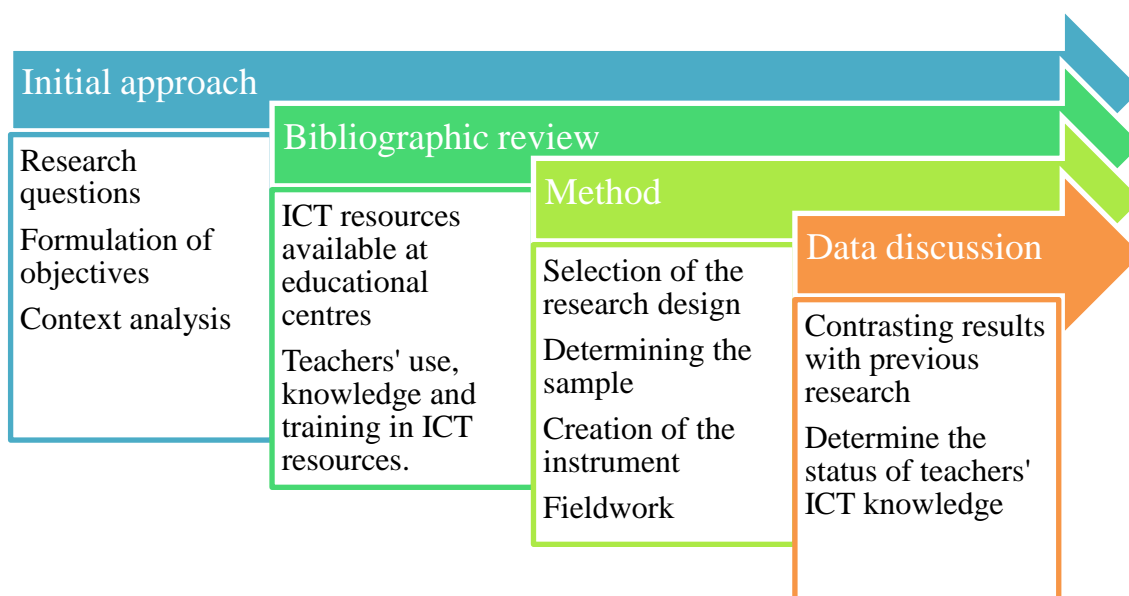 Initial approach
Research
questions
Formulation of
objectives
Context analysis
Bibliographic review
ICT resources
available at
educational
centres
Teachers' use,
knowledge and
training in ICT
resources.
Method
Selection of the
research design
Determining the
sample
Creation of the
instrument
Fieldwork
Data discussion
Contrasting results
with previous
research
Determine the
status of teachers'
ICT knowledge